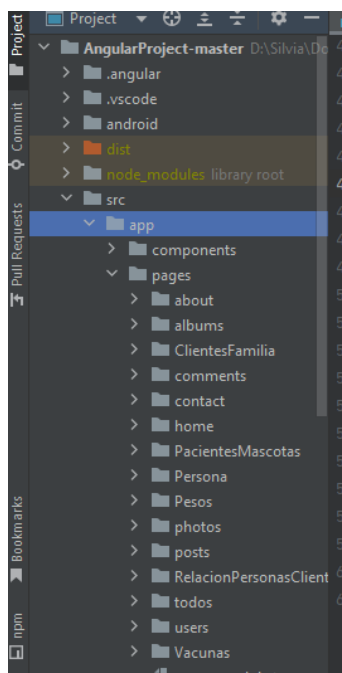 Project
AngularProject-master D:\Silvia\Do
.angular
.vscode
android
dist
node_modules library root
src
app
components
pages
about
albums
ClientesFamilia
comments
contact
home
PacientesMascotas
Persona
Pesos
photos
posts
RelacionPersonasClient
todos
users
Vacunas
Project
Commit
Pull Requests
Bookmarks
npm